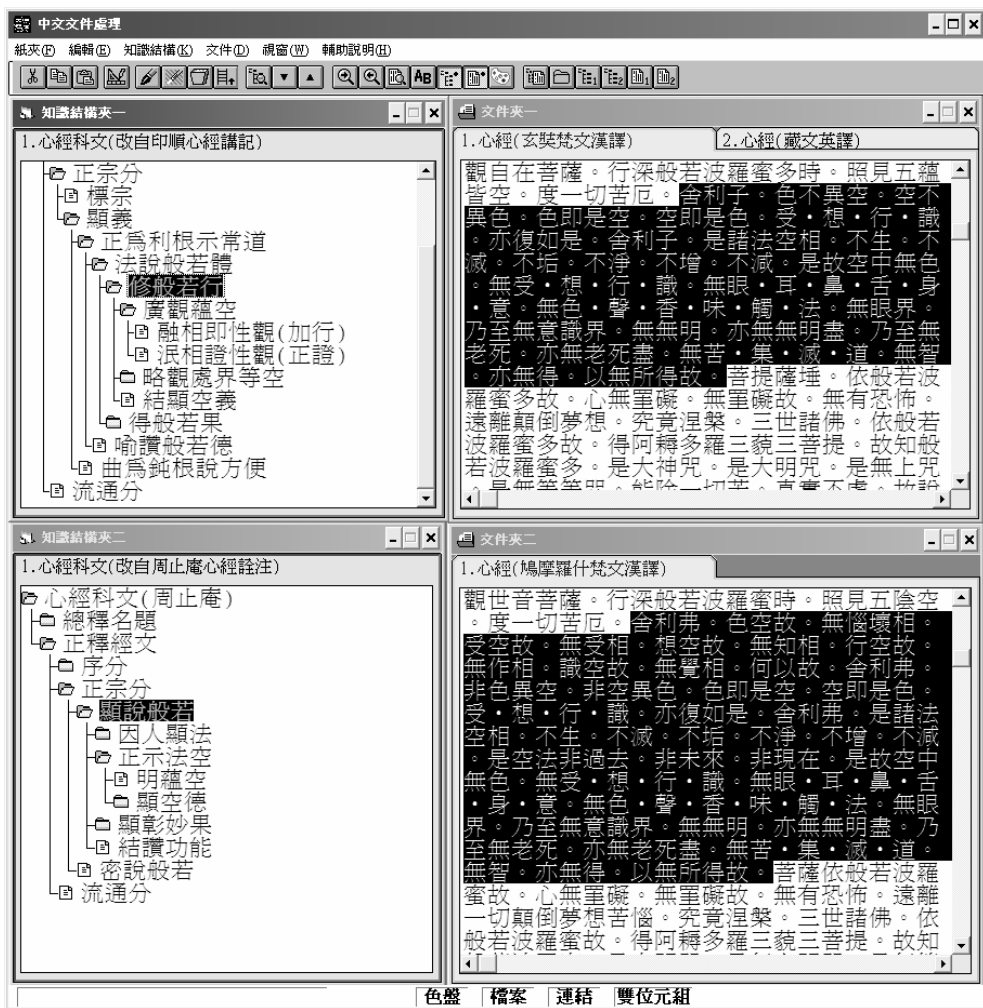 中文文件處理
紙夾(F) 編輯(E) 知識結構(K) 文件(D) 視窗(W) 輔助說明(H)
知識結構夾一
1.心經科文(改自印順心經講記)
正宗分
標宗
顯義
正為利根示常道
法說般若體
修般若行
廣觀蘊空
融相即性觀(加行)
泯相證性觀(正證)
略觀處界等空
結顯空義
得般若果
喻讚般若德
曲為鈍根說方便
流通分
文件夾一
1.心經(玄奘梵文漢譯) 2.心經(藏文英譯)
觀自在菩薩。行深般若波羅蜜多時。照見五蘊
皆空。度一切苦厄。舍利子。色不異空。空不
異色。色即是空。空即是色。受・想・行・識
。亦復如是。舍利子。是諸法空相。不生。不
滅。不垢。不淨。不增。不減。是故空中無色
。無受・想・行・識。無眼・耳・鼻・舌・身
・意。無色・聲・香・味・觸・法。無眼界。
乃至無意識界。無無明。亦無無明盡。乃至無
老死。亦無老死盡。無苦・集・滅・道。無智
。亦無得。以無所得故。菩提薩埵。依般若波
羅蜜多故。心無罣礙。無罣礙故。無有恐怖。
遠離顛倒夢想。究竟涅槃。三世諸佛。依般若
波羅蜜多故。得阿耨多羅三藐三菩提。故知般
若波羅蜜多。是大神咒。是大明咒。是無上咒
。是無等等咒。能除一切苦。真實不虛。故說
知識結構夾二
1.心經科文(改自周止庵心經詮注)
心經科文(周止庵)
總釋名題
正釋經文
序分
正宗分
顯說般若
因人顯法
正示法空
明蘊空
顯空德
顯彰妙果
結讚功能
密說般若
流通分
文件夾二
1.心經(鳩摩羅什梵文漢譯)
觀世音菩薩。行深般若波羅蜜時。照見五陰空
。度一切苦厄。舍利弗。色空故。無惱壞相。
受空故。無受相。想空故。無知相。行空故。
無作相。識空故。無覺相。何以故。舍利弗。
非色異空。非空異色。色即是空。空即是色。
受・想・行・識。亦復如是。舍利弗。是諸法
空相。不生。不滅。不垢。不淨。不增。不減
。是空法非過去。非未來。非現在。是故空中
無色。無受・想・行・識。無眼・耳・鼻・舌
・身・意。無色・聲・香・味・觸・法。無眼
界。乃至無意識界。無無明。亦無無明盡。乃
至無老死。亦無老死盡。無苦・集・滅・道。
無智。亦無得。以無所得故。菩薩依般若波羅
蜜故。心無罣礙。無罣礙故。無有恐怖。遠離
一切顛倒夢想苦惱。究竟涅槃。三世諸佛。依
般若波羅蜜故。得阿耨多羅三藐三菩提。故知
色盤 檔案 連結 雙位元組